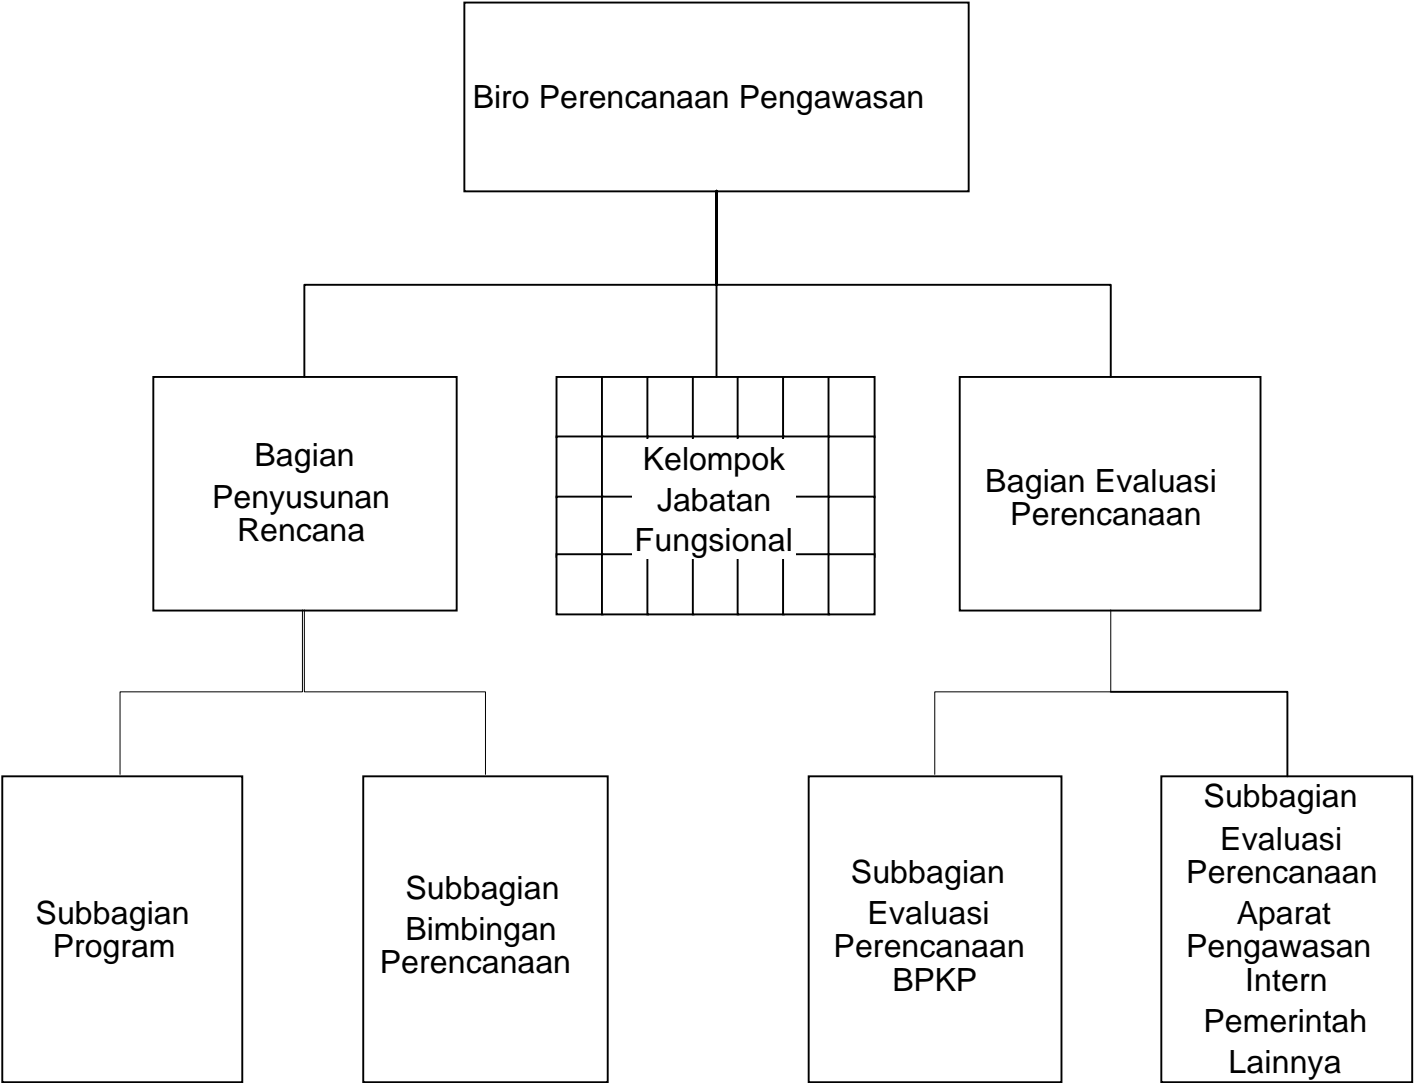 Biro Perencanaan Pengawasan
Bagian
Penyusunan
Rencana
Kelompok
Jabatan
Fungsional
Bagian Evaluasi
Perencanaan
Subbagian
Program
Subbagian
Bimbingan
Perencanaan
Subbagian
Evaluasi
Perencanaan
BPKP
Subbagian
Evaluasi
Perencanaan
Aparat
Pengawasan
Intern
Pemerintah
Lainnya